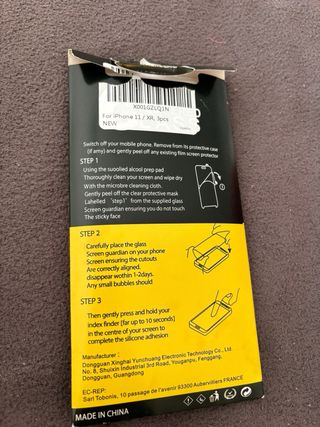 X001GZLQ1N
For iPhone 11 / XR, 3pcs
NEW
Switch off your mobile phone. Remove from its protective case
(if amy) and gently peel off any existing film screen protector
STEP 1
Using the suoolied alcool prep pad
Thoroughly clean your screen and wipe dry
With the microbre cleaning cloth.
Gently peel off the clear protective mask
Lahelled ´step1´ from the supplied glass
Screen guardian ensuring you do not touch
The sticky face
STEP 2
Carefully place the glass
Screen guardian on your phone
Screen ensuring the cutouts
Are correctly aligned.
disappear within 1-2days.
Any small bubbles should
STEP 3
Then gently press and hold your
index finder [far up to 10 seconds]
in the centre of your screen to
complete the silicone adhesion
Manufacturer :
Dongguan Xinghai Yunchuang Electronic Technology Co., Ltd.
No. 8, Shuixin Industrial 3rd Road, Youganpu, Fenggang,
Dongguan, Guangdong
EC-REP:
Sarl Tobonis, 10 passage de l'avenir 93300 Aubervilliers FRANCE
MADE IN CHINA